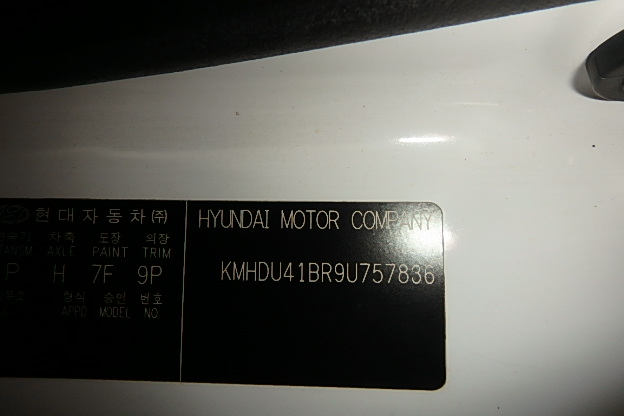 현대자동차㈜
HYUNDAI MOTOR COMPANY
차축 도장 의장
AXLE PAINT TRIM
P H 7F 9P
KMHDU41BR9U757836
형식 승인 번호
APPD MODEL NO